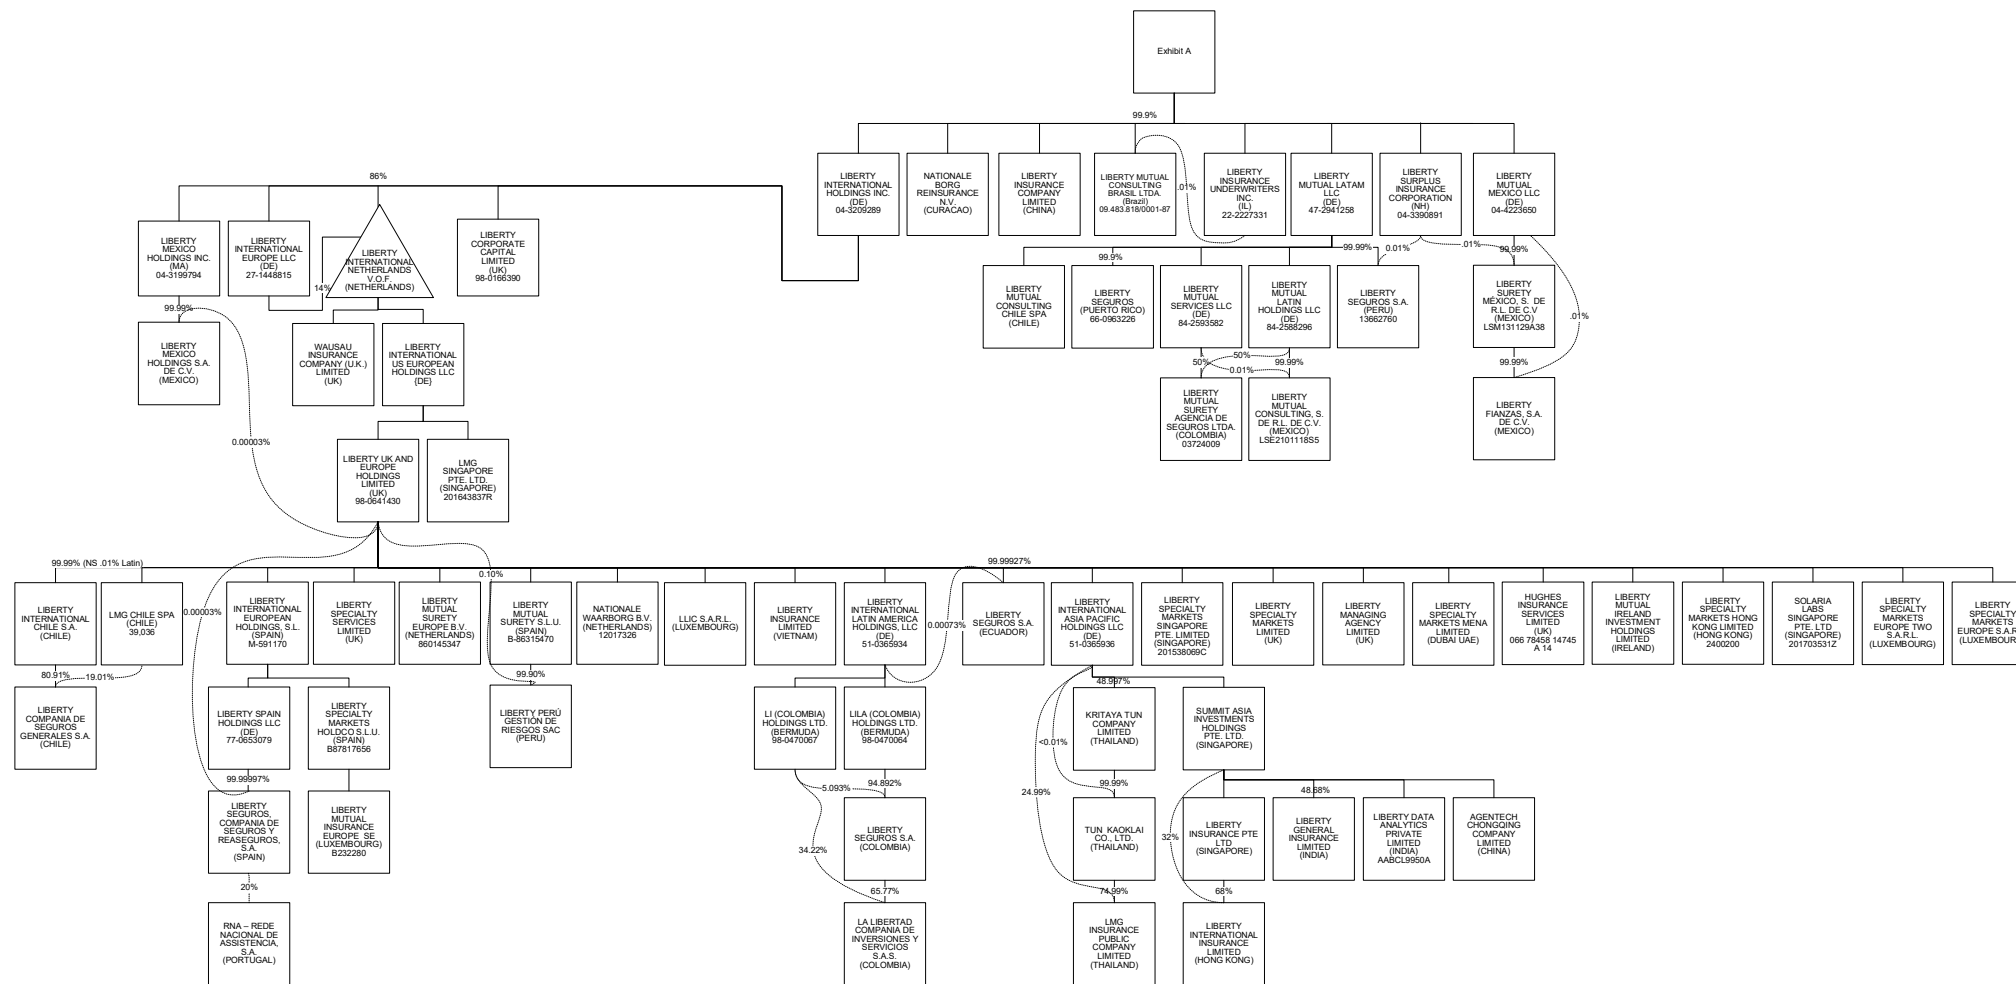 Exhibit A
99.9%
LIBERTY
INTERNATIONAL
HOLDINGS INC.
(DE)
04-3209289
NATIONALE
BORG
REINSURANCE
N.V.
(CURACAO)
LIBERTY
INSURANCE
COMPANY
LIMITED
(CHINA)
LIBERTY MUTUAL
CONSULTING
BRASIL LTDA.
(Brazil)
09.483.818/0001-87
.01%
LIBERTY
INSURANCE
UNDERWRITERS
INC.
(IL)
22-2227331
LIBERTY
MUTUAL LATAM
LLC
(DE)
47-2941258
LIBERTY
SURPLUS
INSURANCE
CORPORATION
(NH)
04-3390891
LIBERTY
MUTUAL
MEXICO LLC
(DE)
04-4223650
86%
LIBERTY
MEXICO
HOLDINGS INC.
(MA)
04-3199794
LIBERTY
INTERNATIONAL
EUROPE LLC
(DE)
27-1448815
14%
LIBERTY
INTERNATIONAL
NETHERLANDS
V.O.F.
(NETHERLANDS)
LIBERTY
CORPORATE
CAPITAL
LIMITED
(UK)
98-0166390
99.9%
99.99%
0.01%
.01%
99.99%
LIBERTY
MUTUAL
CONSULTING
CHILE SPA
(CHILE)
LIBERTY
SEGUROS
(PUERTO RICO)
66-0963226
LIBERTY
MUTUAL
SERVICES LLC
(DE)
84-2593582
LIBERTY
MUTUAL
LATIN
HOLDINGS LLC
(DE)
84-2588296
LIBERTY
SEGUROS S.A.
(PERU)
13662760
LIBERTY
SURETY
MÉXICO, S. DE
R.L. DE C.V
(MEXICO)
LSM131129A38
.01%
99.99%
LIBERTY
MEXICO
HOLDINGS S.A.
DE C.V.
(MEXICO)
WAUSAU
INSURANCE
COMPANY (U.K.)
LIMITED
(UK)
LIBERTY
INTERNATIONAL
US EUROPEAN
HOLDINGS LLC
{DE}
50%
50%
0.01%
99.99%
99.99%
LIBERTY
MUTUAL
SURETY
AGENCIA DE
SEGUROS LTDA.
(COLOMBIA)
03724009
LIBERTY
MUTUAL
CONSULTING, S.
DE R.L. DE C.V.
(MEXICO)
LSE2101118S5
LIBERTY
FIANZAS, S.A.
DE C.V.
(MEXICO)
0.00003%
LIBERTY UK AND
EUROPE
HOLDINGS
LIMITED
(UK)
98-0641430
LMG
SINGAPORE
PTE. LTD.
(SINGAPORE)
201643837R
99.99% (NS .01% Latin)
0.10%
99.99927%
LIBERTY
INTERNATIONAL
CHILE S.A.
(CHILE)
LMG CHILE SPA
(CHILE)
39,036
0.00003%
LIBERTY
INTERNATIONAL
EUROPEAN
HOLDINGS, S.L.
(SPAIN)
M-591170
LIBERTY
SPECIALTY
SERVICES
LIMITED
(UK)
LIBERTY
MUTUAL
SURETY
EUROPE B.V.
(NETHERLANDS)
860145347
LIBERTY
MUTUAL
SURETY S.L.U.
(SPAIN)
B-86315470
NATIONALE
WAARBORG B.V.
(NETHERLANDS)
12017326
LLIC S.A.R.L.
(LUXEMBOURG)
LIBERTY
INSURANCE
LIMITED
(VIETNAM)
LIBERTY
INTERNATIONAL
LATIN AMERICA
HOLDINGS, LLC
(DE)
51-0365934
0.00073%
LIBERTY
SEGUROS S.A.
(ECUADOR)
LIBERTY
INTERNATIONAL
ASIA PACIFIC
HOLDINGS LLC
(DE)
51-0365936
LIBERTY
SPECIALTY
MARKETS
SINGAPORE
PTE. LIMITED
(SINGAPORE)
201538069C
LIBERTY
SPECIALTY
MARKETS
LIMITED
(UK)
LIBERTY
MANAGING
AGENCY
LIMITED
(UK)
LIBERTY
SPECIALTY
MARKETS MENA
LIMITED
(DUBAI UAE)
HUGHES
INSURANCE
SERVICES
LIMITED
(UK)
066 78458 14745
A 14
LIBERTY
MUTUAL
IRELAND
INVESTMENT
HOLDINGS
LIMITED
(IRELAND)
LIBERTY
SPECIALTY
MARKETS HONG
KONG LIMITED
(HONG KONG)
2400200
SOLARIA
LABS
SINGAPORE
PTE. LTD
(SINGAPORE)
201703531Z
LIBERTY
SPECIALTY
MARKETS
EUROPE TWO
S.A.R.L.
(LUXEMBOURG)
LIBERTY
SPECIALTY
MARKETS
EUROPE S.A.R
(LUXEMBOUR
80.91%
19.01%
99.90%
48.997%
LIBERTY
COMPANIA DE
SEGUROS
GENERALES S.A.
(CHILE)
LIBERTY SPAIN
HOLDINGS LLC
(DE)
77-0653079
LIBERTY
SPECIALTY
MARKETS
HOLDCO S.L.U.
(SPAIN)
B87817656
LIBERTY PERÚ
GESTIÓN DE
RIESGOS SAC
(PERU)
LI (COLOMBIA)
HOLDINGS LTD.
(BERMUDA)
98-0470067
LILA (COLOMBIA)
HOLDINGS LTD.
(BERMUDA)
98-0470064
<0.01%
KRITAYA TUN
COMPANY
LIMITED
(THAILAND)
SUMMIT ASIA
INVESTMENTS
HOLDINGS
PTE. LTD.
(SINGAPORE)
99.99997%
5.093%
94.892%
24.99%
99.99%
48.68%
LIBERTY
SEGUROS,
COMPANIA DE
SEGUROS Y
REASEGUROS,
S.A.
(SPAIN)
LIBERTY
MUTUAL
INSURANCE
EUROPE SE
(LUXEMBOURG)
B232280
34.22%
LIBERTY
SEGUROS S.A.
(COLOMBIA)
TUN KAOKLAI
CO., LTD.
(THAILAND)
32%
LIBERTY
INSURANCE PTE
LTD
(SINGAPORE)
LIBERTY
GENERAL
INSURANCE
LIMITED
(INDIA)
LIBERTY DATA
ANALYTICS
PRIVATE
LIMITED
(INDIA)
AABCL9950A
AGENTECH
CHONGQING
COMPANY
LIMITED
(CHINA)
20%
65.77%
74.99%
68%
RNA – REDE
NACIONAL DE
ASSISTENCIA,
S.A.
(PORTUGAL)
LA LIBERTAD
COMPANIA DE
INVERSIONES Y
SERVICIOS
S.A.S.
(COLOMBIA)
LMG
INSURANCE
PUBLIC
COMPANY
LIMITED
(THAILAND)
LIBERTY
INTERNATIONAL
INSURANCE
LIMITED
(HONG KONG)